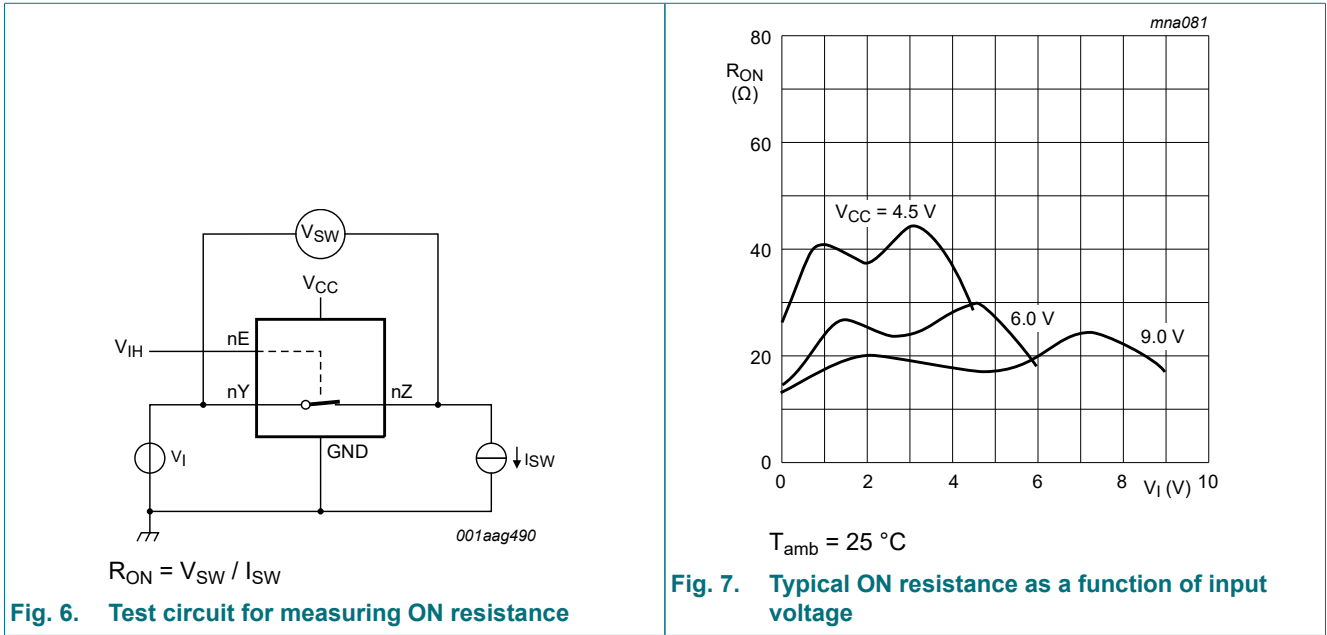 V_SW
V_CC
V_IH
nE
nY
nZ
GND
V_I
I_SW
001aag490
R_ON = V_SW / I_SW
Fig. 6. Test circuit for measuring ON resistance
mna081
80
R_ON
(Ω)
60
V_CC = 4.5 V
40
6.0 V
9.0 V
20
0
0 2 4 6 8 V_I (V) 10
T_amb = 25 °C
Fig. 7. Typical ON resistance as a function of input
voltage